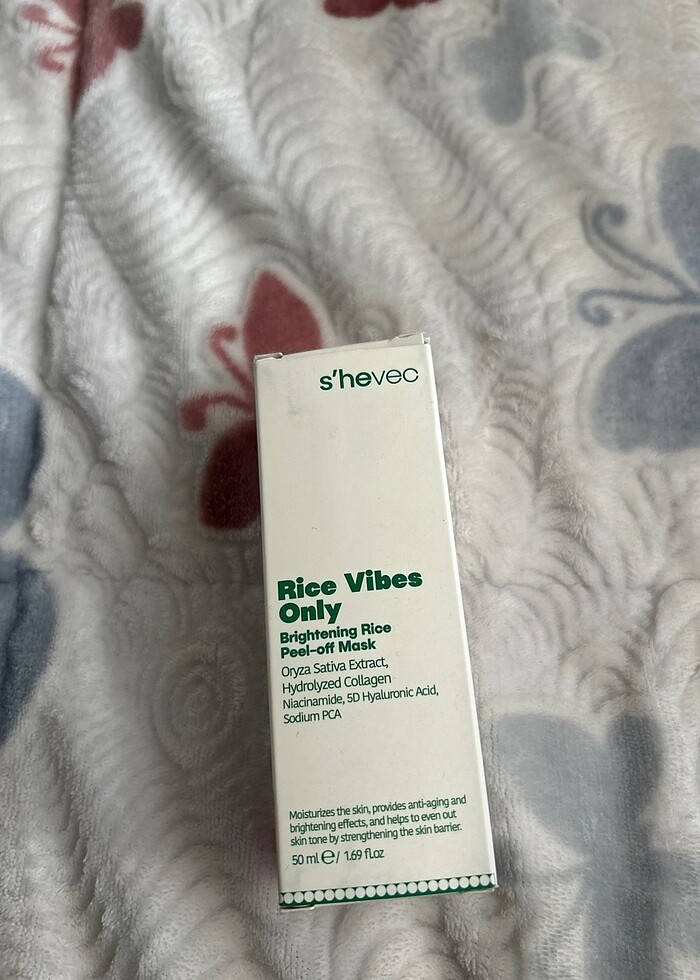 s'hevec
Rice Vibes
Only
Brightening Rice
Peel-off Mask
Oryza Sativa Extract,
Hydrolyzed Collagen
Niacinamide, 5D Hyaluronic Acid,
Sodium PCA
Moisturizes the skin, provides anti-aging and
brightening effects, and helps to even out
skin tone by strengthening the skin barrier.
50 ml ℮ / 1.69 fl.oz